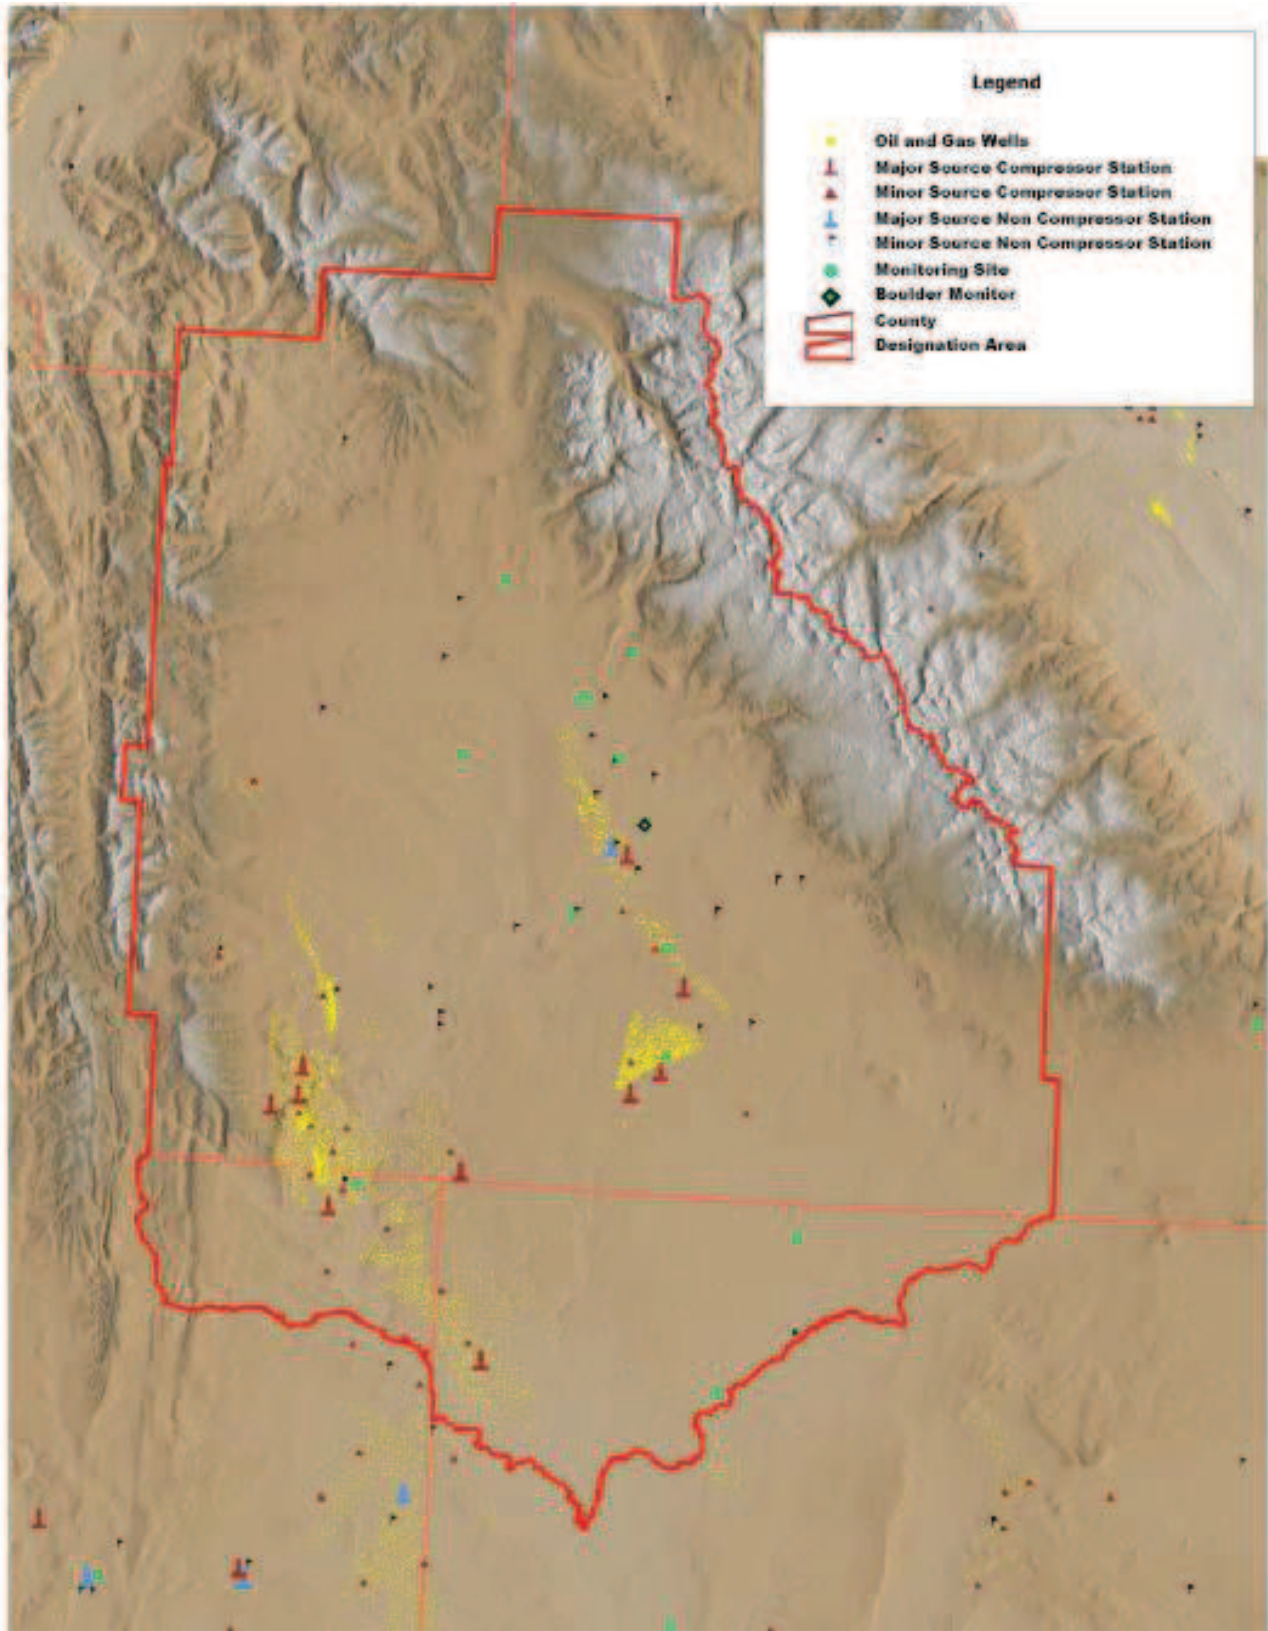 Legend
Oil and Gas Wells
Major Source Compressor Station
Minor Source Compressor Station
Major Source Non Compressor Station
Minor Source Non Compressor Station
Monitoring Site
Boulder Monitor
County
Designation Area